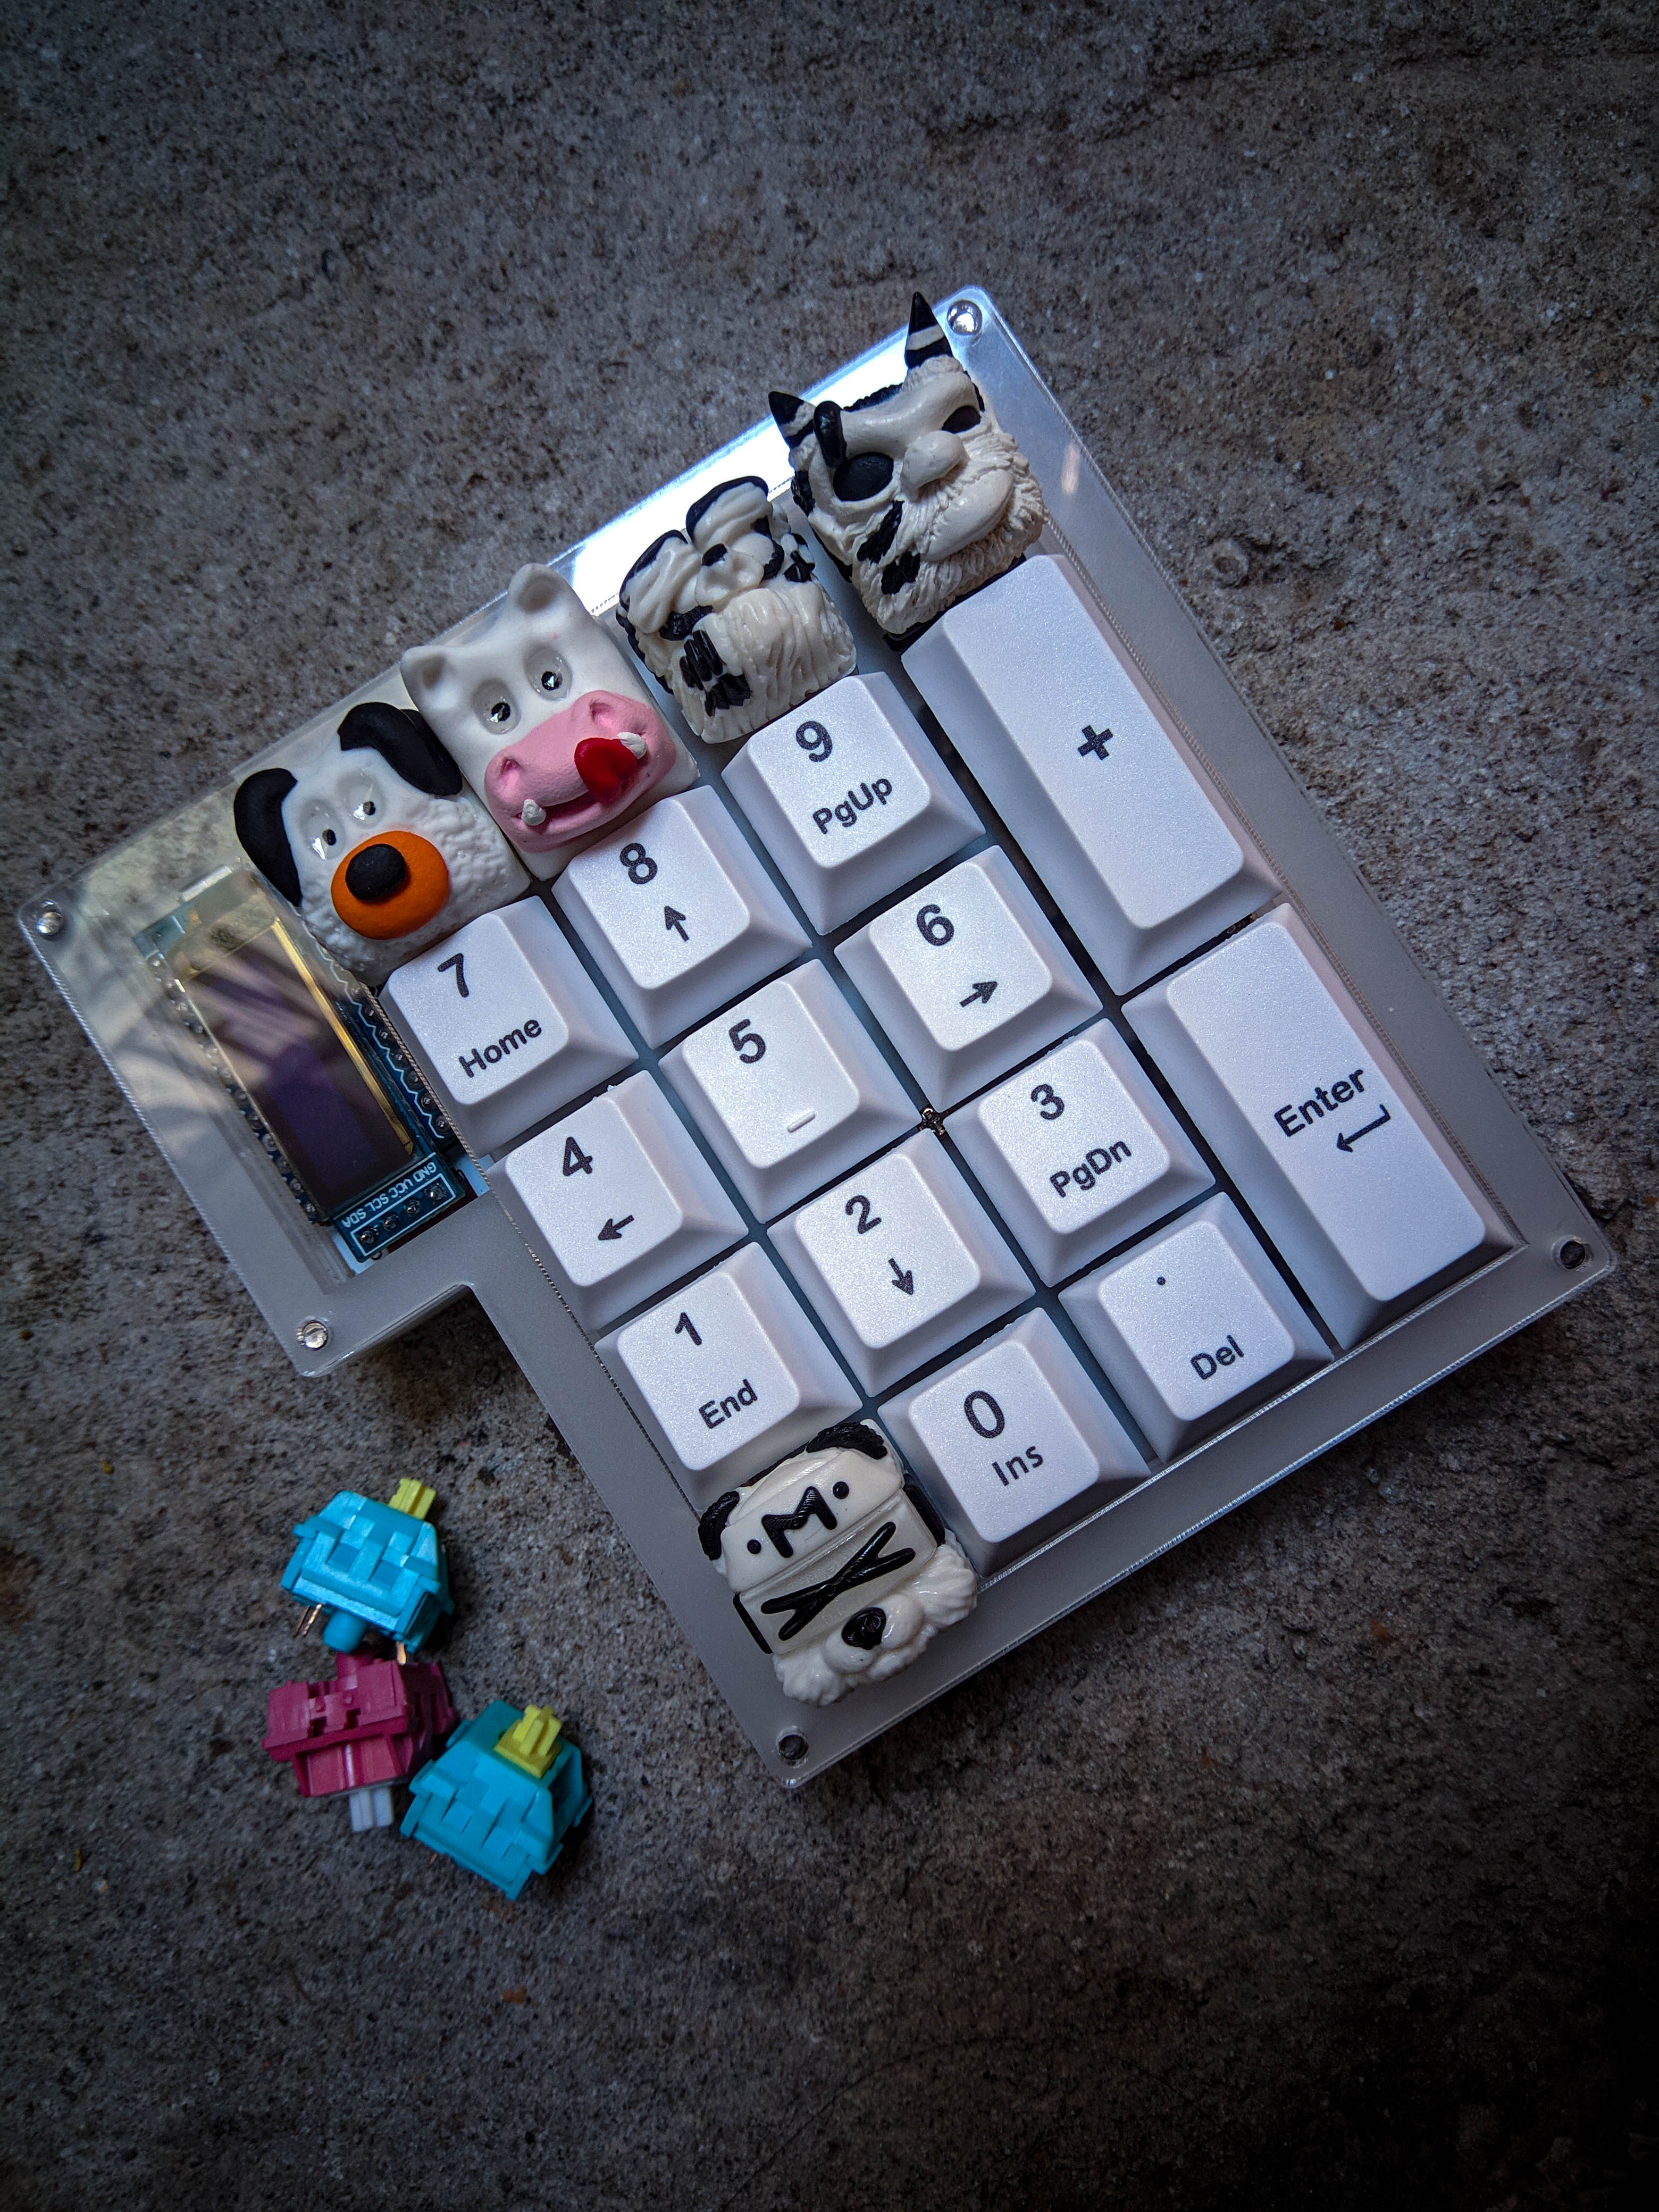 7
Home
8
↑
9
PgUp
+
4
←
5
6
→
1
End
2
↓
3
PgDn
Enter
↵
M
X
0
Ins
.
Del
GND VCC SCL SDA